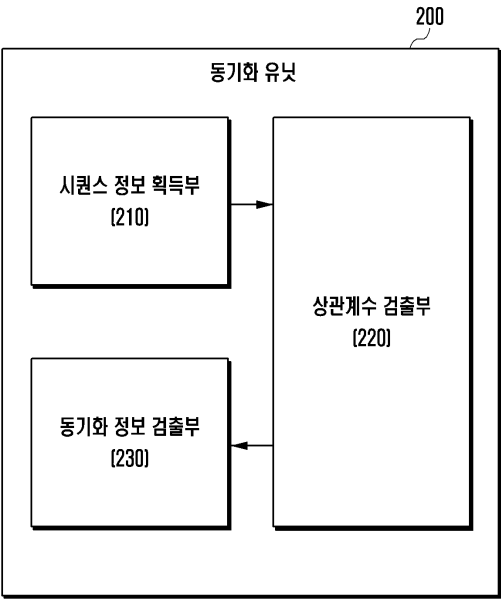 200
동기화 유닛
시퀀스 정보 획득부
(210)
상관계수 검출부
(220)
동기화 정보 검출부
(230)